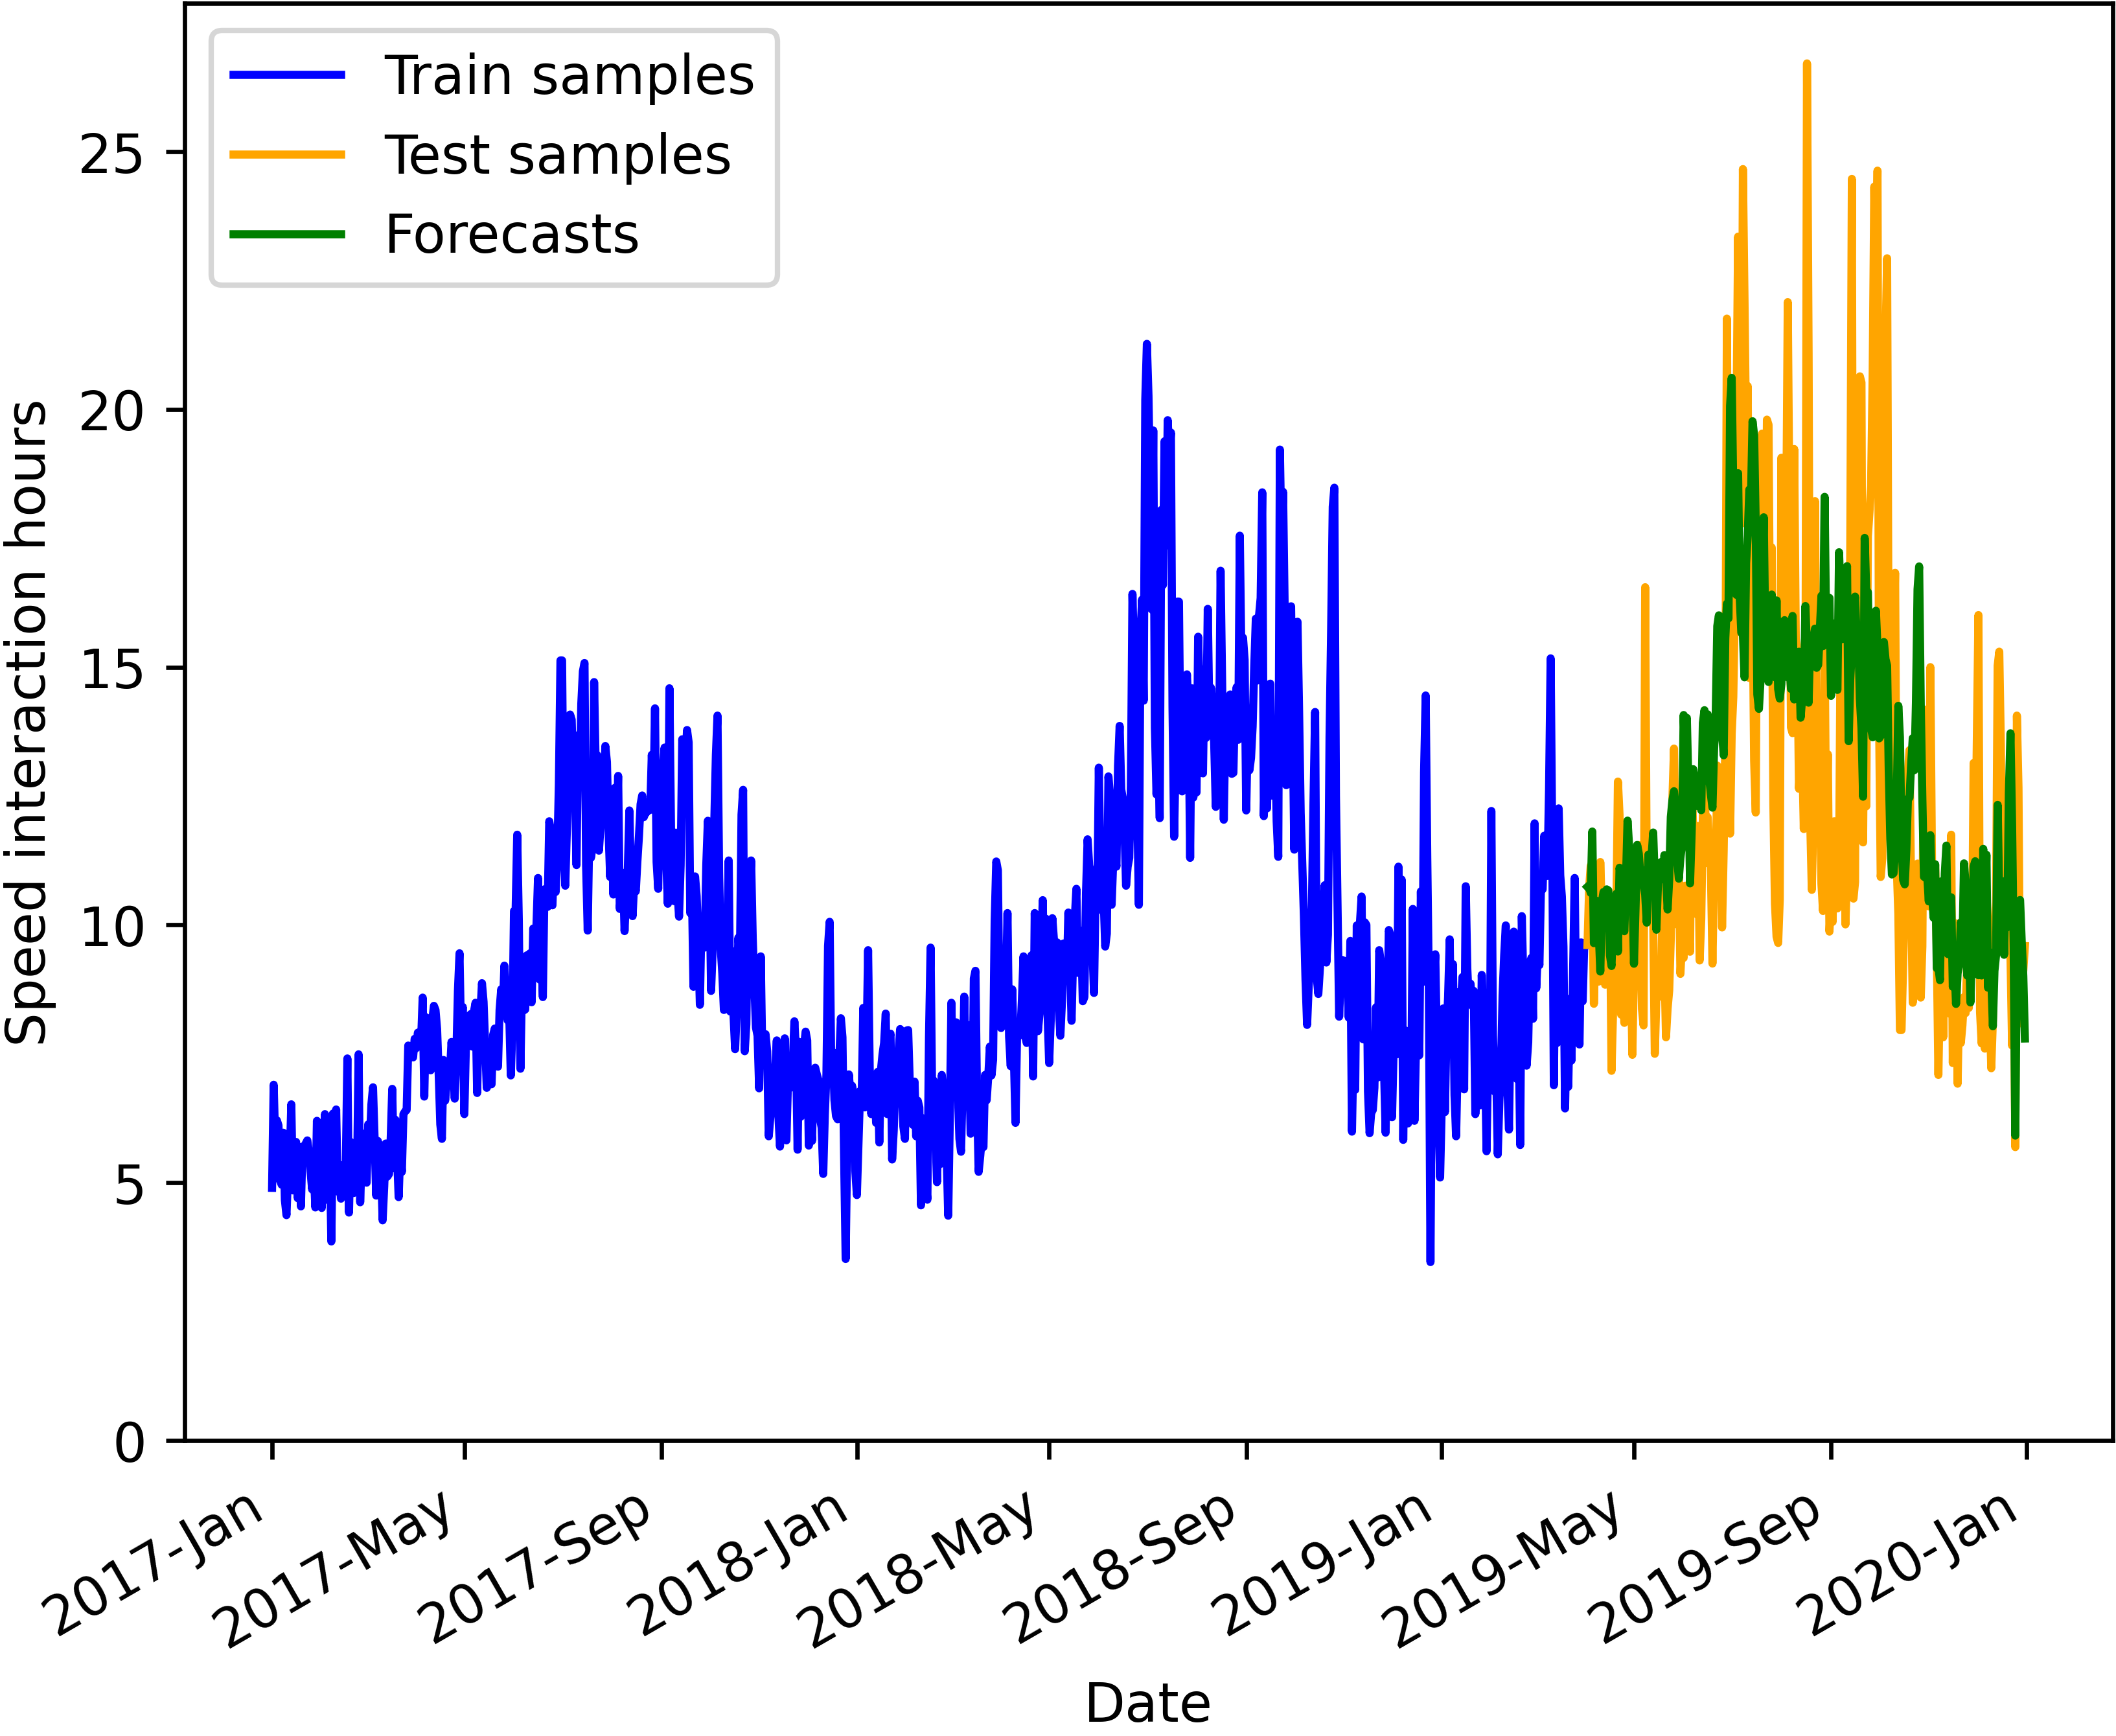 Train samples
Test samples
Forecasts
25
20
15
10
5
0
Speed interaction hours
2017-Jan
2017-May
2017-Sep
2018-Jan
2018-May
2018-Sep
2019-Jan
2019-May
2019-Sep
2020-Jan
Date